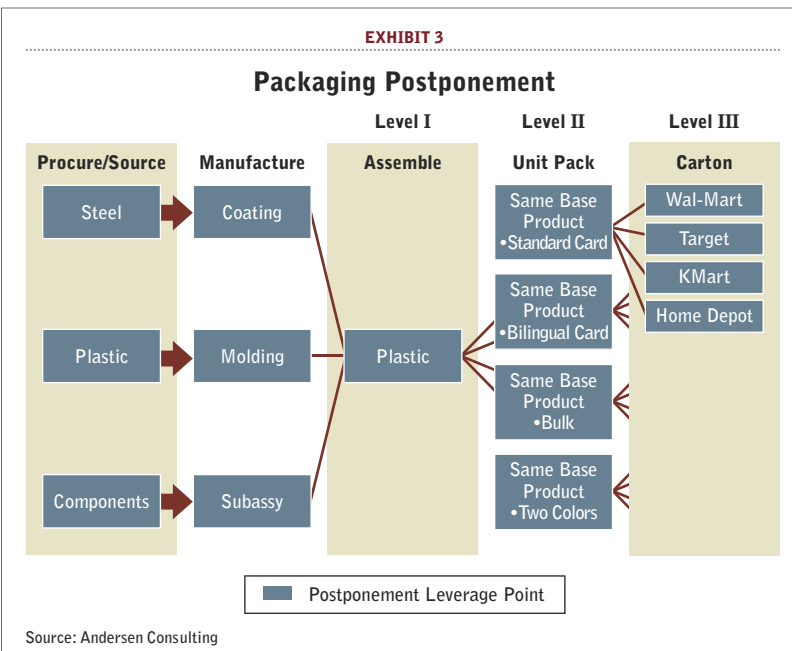 EXHIBIT 3
Packaging Postponement
Level I
Level II
Level III
Procure/Source
Manufacture
Assemble
Unit Pack
Carton
Steel
Coating
Same Base
Product
•Standard Card
Wal-Mart
Target
KMart
Home Depot
Plastic
Molding
Plastic
Same Base
Product
•Bilingual Card
Same Base
Product
•Bulk
Components
Subassy
Same Base
Product
•Two Colors
Postponement Leverage Point
Source: Andersen Consulting